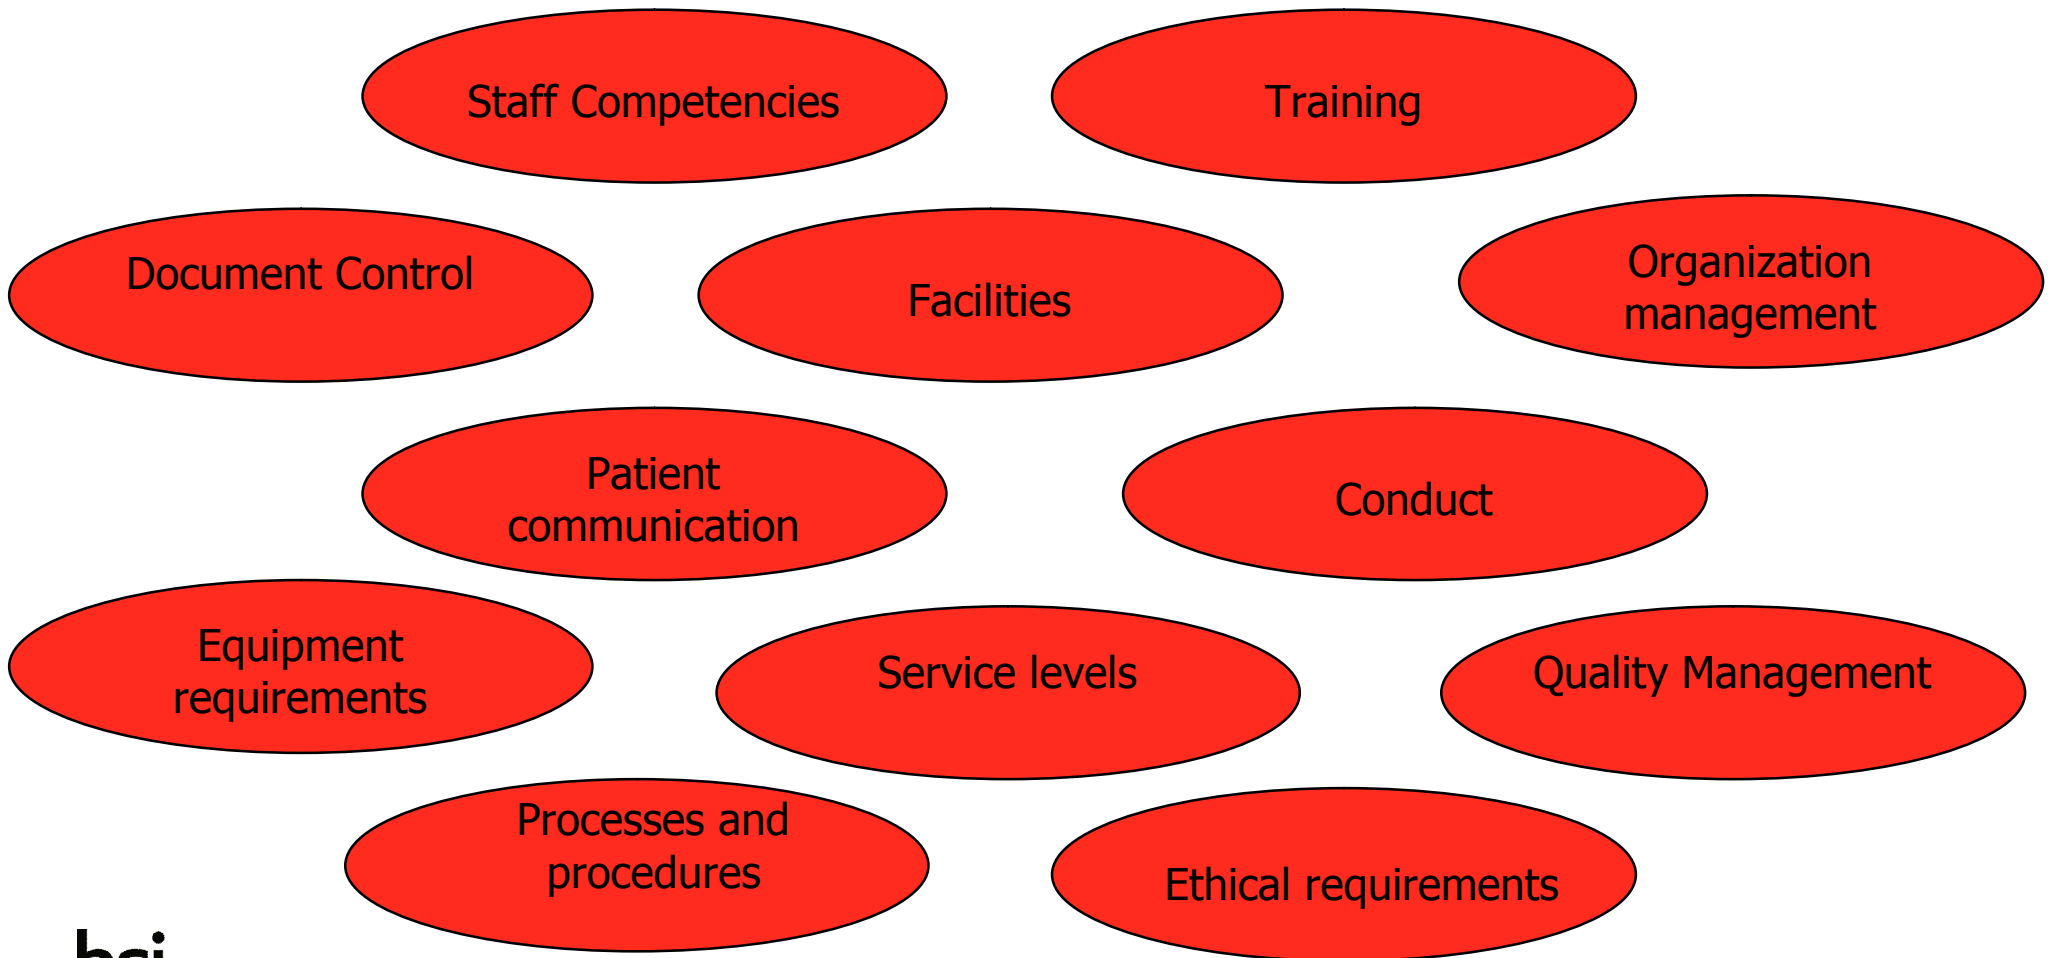 Staff Competencies
Training
Document Control
Facilities
Organization
management
Patient
communication
Conduct
Equipment
requirements
Service levels
Quality Management
Processes and
procedures
Ethical requirements
bsi